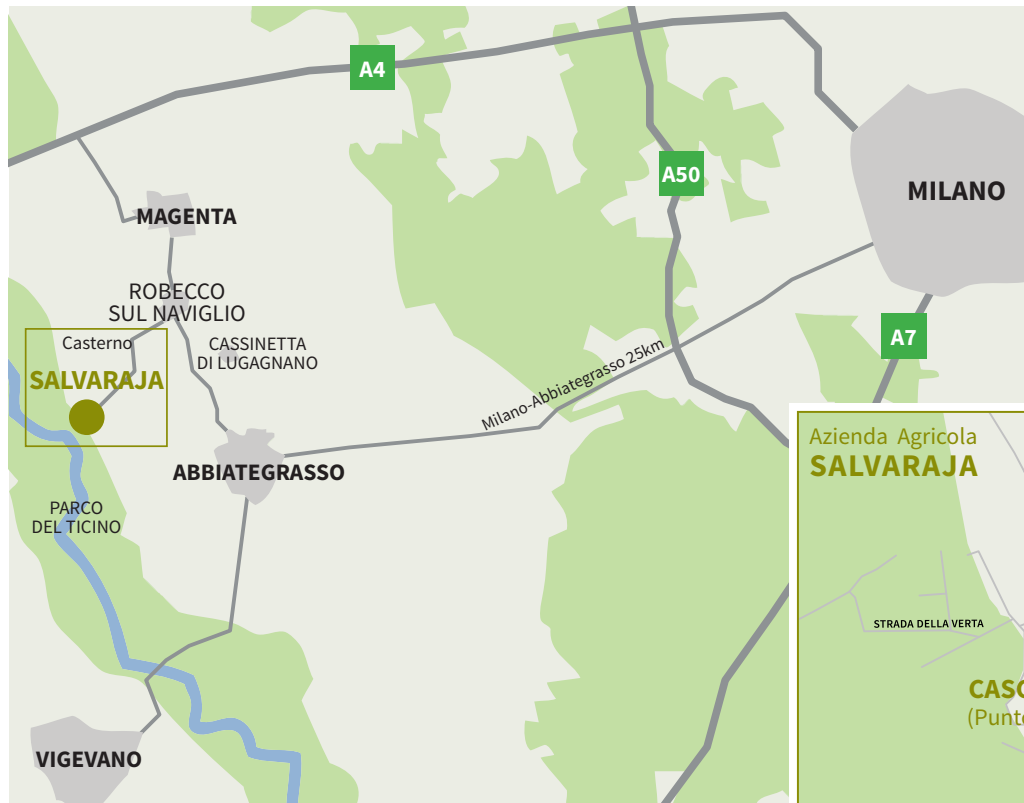 A4
A50
MILANO
MAGENTA
ROBECCO
SUL NAVIGLIO
Casterno
CASSINETTA
DI LUGAGNANO
A7
SALVARAJA
Milano-Abbiategrasso 25km
ABBIATEGRASSO
PARCO
DEL TICINO
VIGEVANO
Azienda Agricola
SALVARAJA
STRADA DELLA VERTA